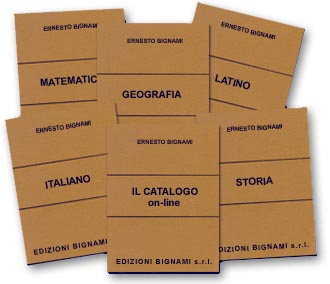 ERNESTO BIGNAMI
MATEMATIC
ERNESTO BIGNAMI
GEOGRAFIA
ERNESTO BIGNAMI
LATINO
ERNESTO BIGNAMI
ITALIANO
EDIZIONI BIGNAMI s.r.l.
ERNESTO BIGNAMI
IL CATALOGO
on-line
EDIZIONI BIGNAMI s.r.l.
ERNESTO BIGNAMI
STORIA
EDIZIONI BIGNAMI s.r.l.